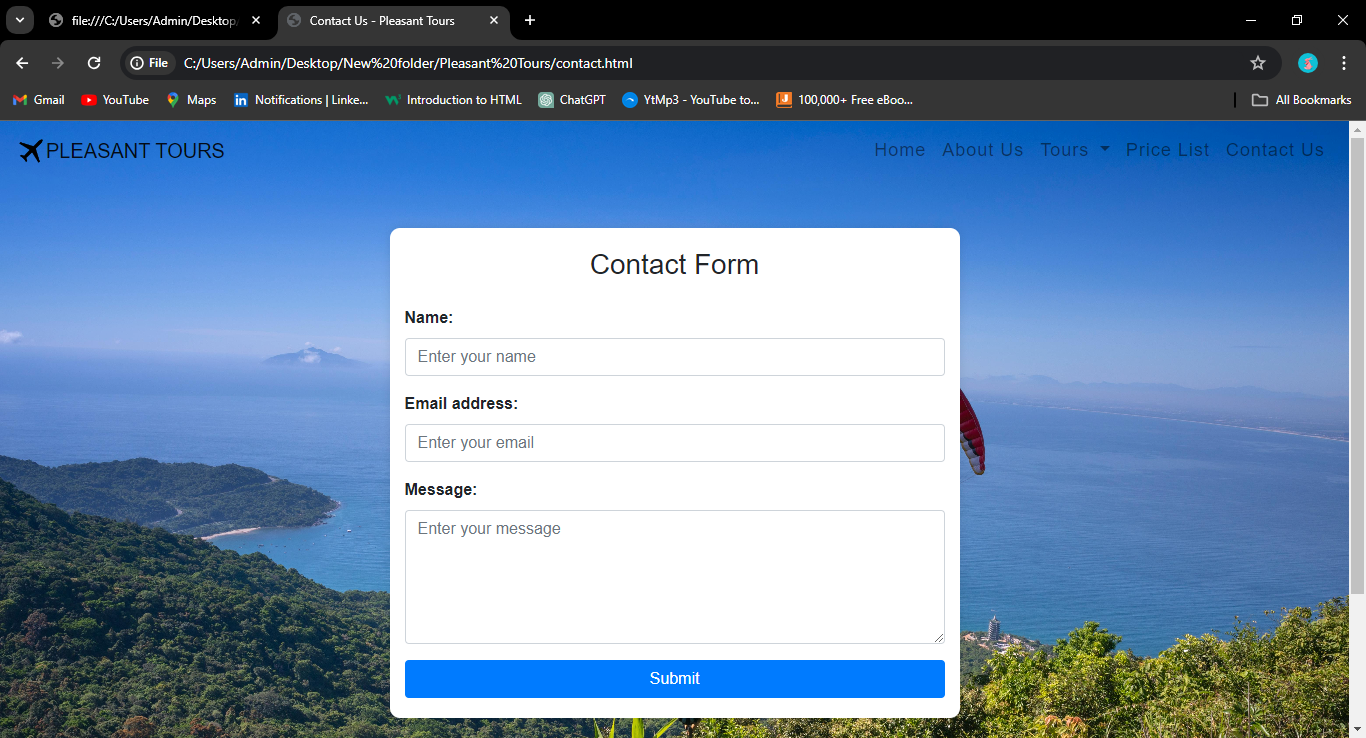 file:///C:/Users/Admin/Desktop/
Contact Us - Pleasant Tours
File
C:/Users/Admin/Desktop/New%20folder/Pleasant%20Tours/contact.html
Gmail
YouTube
Maps
Notifications | Linke...
Introduction to HTML
ChatGPT
YtMp3 - YouTube to...
100,000+ Free eBoo...
All Bookmarks
PLEASANT TOURS
Home
About Us
Tours
Price List
Contact Us
Contact Form
Name:
Enter your name
Email address:
Enter your email
Message:
Enter your message
Submit